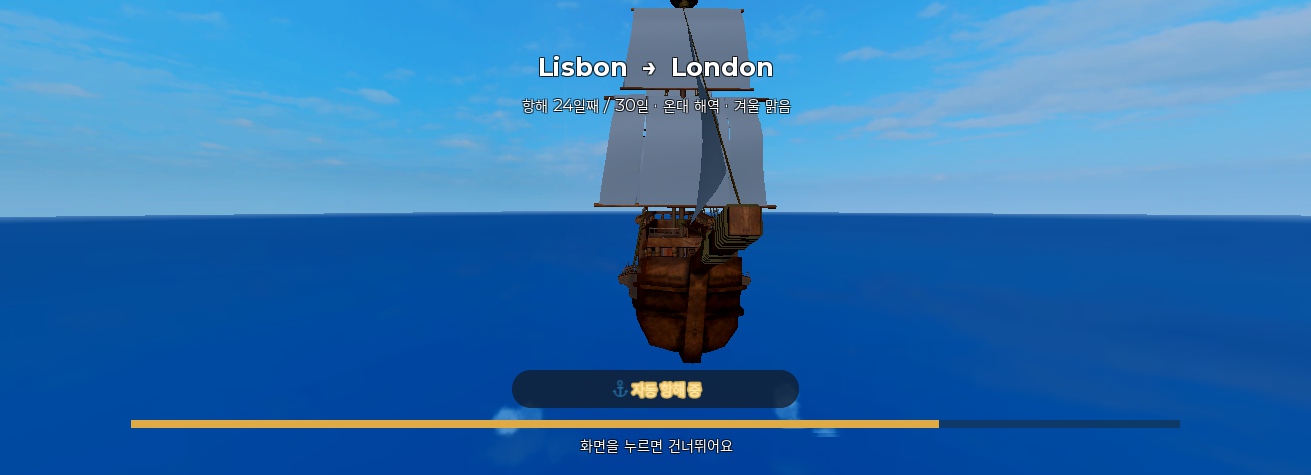 Lisbon → London
항해 24일째 / 30일 · 온대 해역 · 겨울 맑음
⚓ 자동 항해 중
화면을 누르면 건너뛰어요